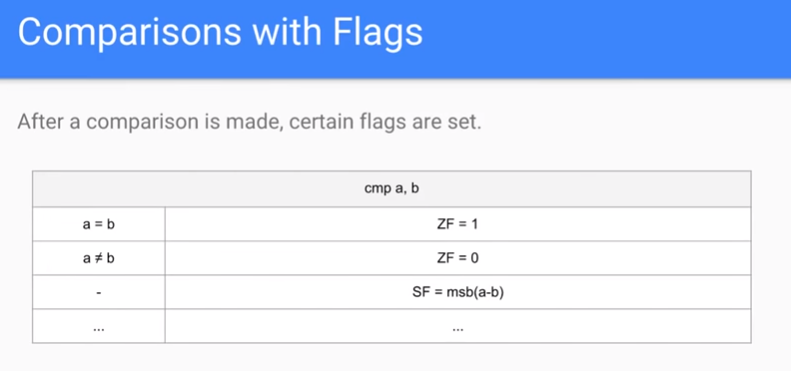 Comparisons with Flags
After a comparison is made, certain flags are set.
cmp a, b
a = b ZF = 1
a ≠ b ZF = 0
- SF = msb(a-b)
... ...